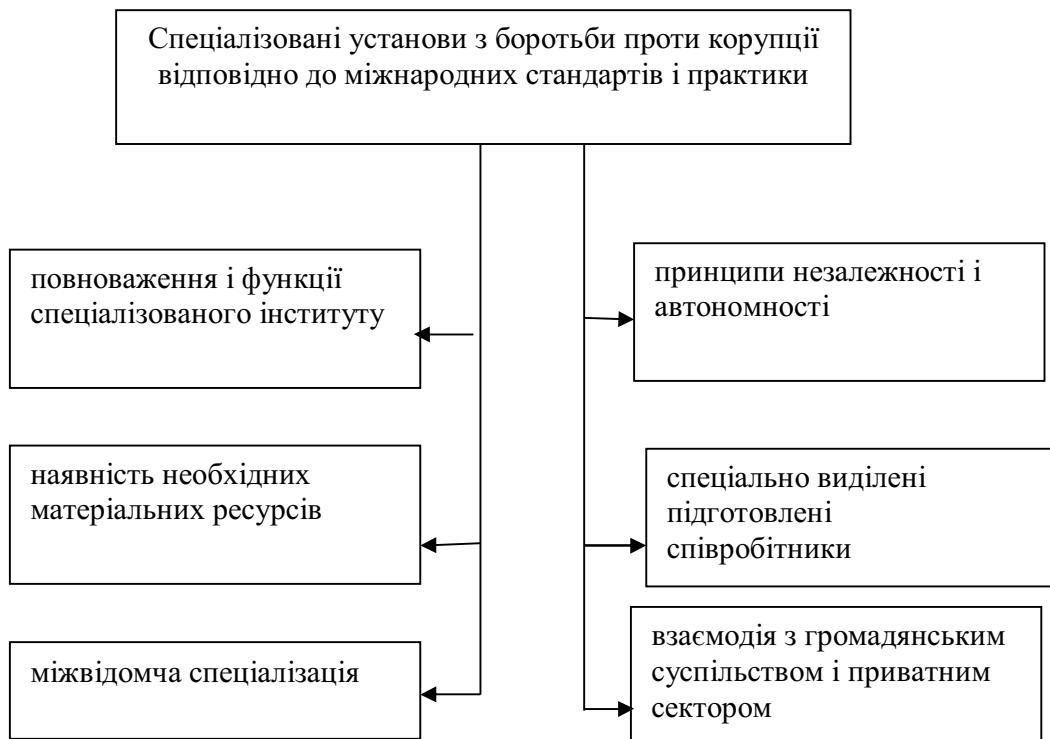 Спеціалізовані установи з боротьби проти корупції
відповідно до міжнародних стандартів і практики
повноваження і функції
спеціалізованого інституту
принципи незалежності і
автономності
наявність необхідних
матеріальних ресурсів
спеціально виділені
підготовлені
співробітники
міжвідомча спеціалізація
взаємодія з громадянським
суспільством і приватним
сектором